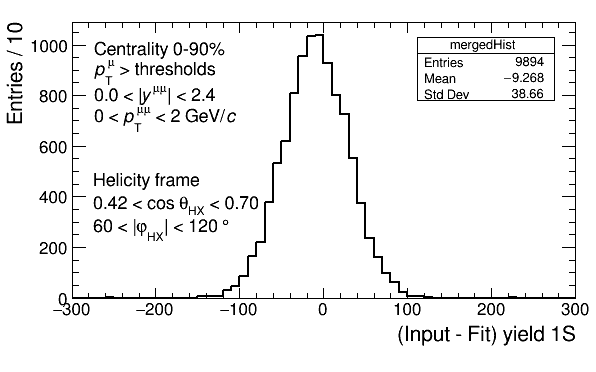 Entries / 10
1000
800
600
400
200
0
Centrality 0-90%
p_T^μ > thresholds
0.0 < |y^μμ| < 2.4
0 < p_T^μμ < 2 GeV/c
Helicity frame
0.42 < cos θ_HX < 0.70
60 < |φ_HX| < 120 °
mergedHist
Entries 9894
Mean −9.268
Std Dev 38.66
−300 −200 −100 0 100 200 300
(Input - Fit) yield 1S